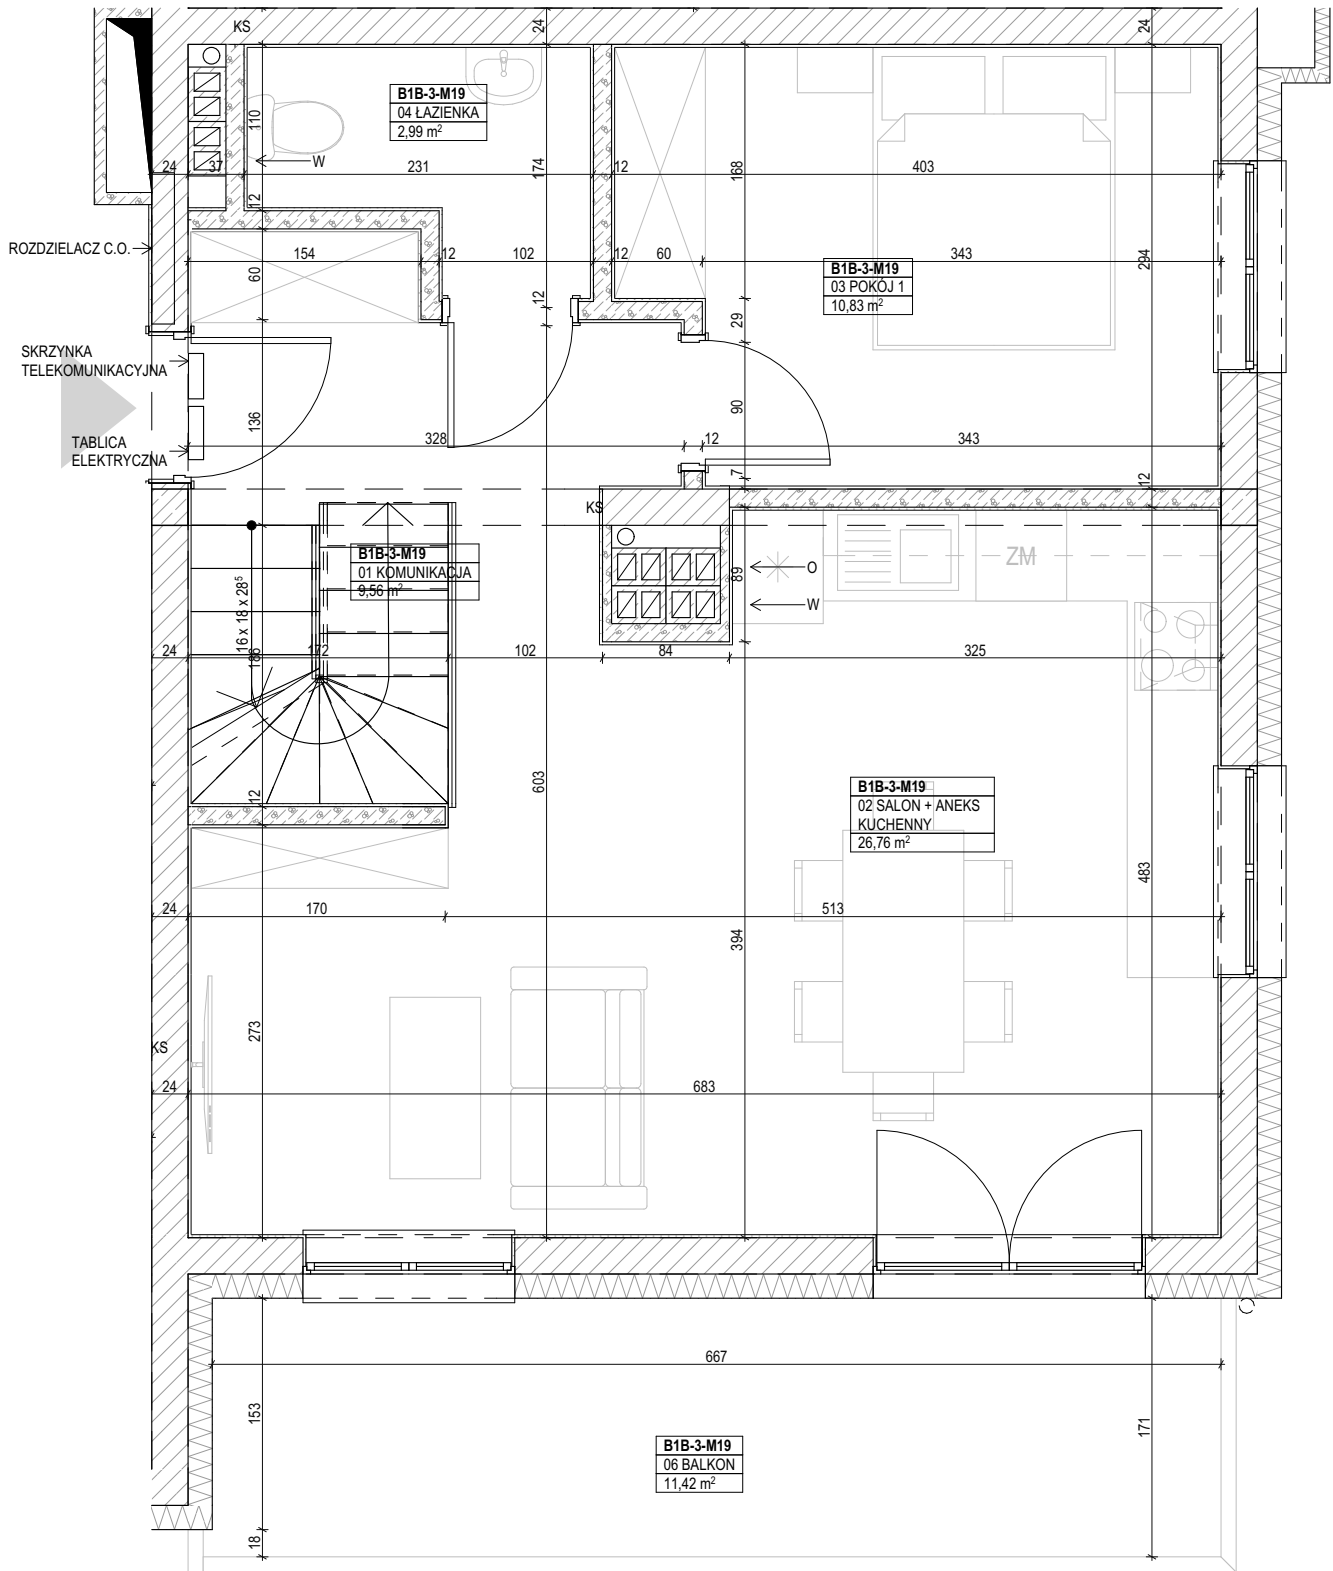 KS
24
24
B1B-3-M19
04 ŁAZIENKA
2,99 m²
110
W
24
37
231
174
12
168
403
12
ROZDZIELACZ C.O.
154
12
102
12
60
343
294
60
B1B-3-M19
03 POKÓJ 1
10,83 m²
12
29
SKRZYNKA
TELEKOMUNIKACYJNA
136
90
TABLICA
ELEKTRYCZNA
328
12
343
7
12
KS
B1B-3-M19
01 KOMUNIKACJA
9,56 m²
16 x 18 x 28⁵
89
O
W
ZM
24
186
172
102
84
325
603
12
B1B-3-M19
02 SALON + ANEKS
KUCHENNY
26,76 m²
483
24
170
513
394
273
KS
24
683
667
153
171
B1B-3-M19
06 BALKON
11,42 m²
18